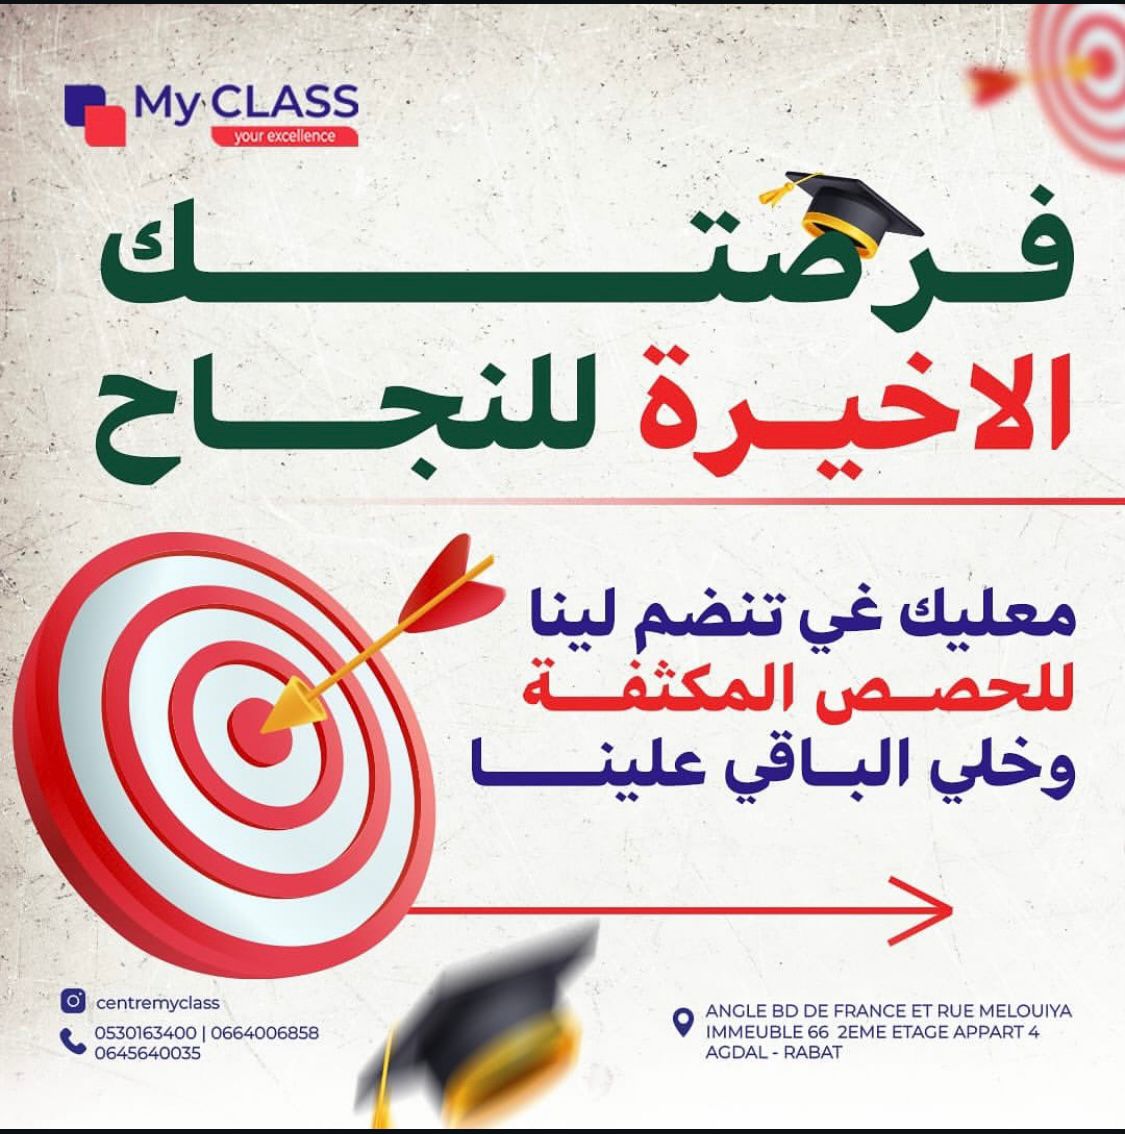 My CLASS
your excellence
فرصتك
الاخيرة للنجاح
معليك غي تنضم لينا
للحصص المكثفة
وخلي الباقي علينا
centremyclass
0530163400 | 0664006858
0645640035
ANGLE BD DE FRANCE ET RUE MELOUIYA
IMMEUBLE 66 2EME ETAGE APPART 4
AGDAL - RABAT